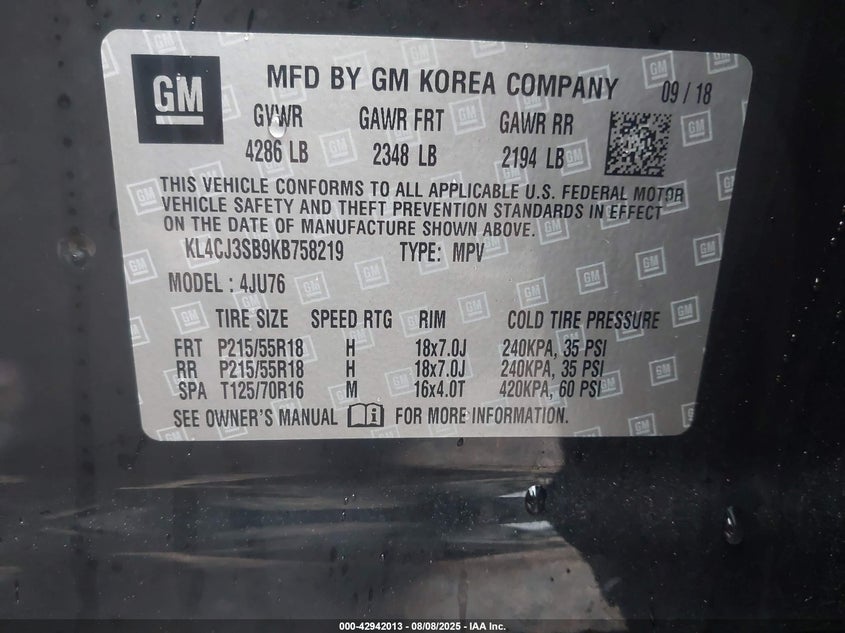 GM MFD BY GM KOREA COMPANY 09 / 18
GVWR GAWR FRT GAWR RR
4286 LB 2348 LB 2194 LB
THIS VEHICLE CONFORMS TO ALL APPLICABLE U.S. FEDERAL MOTOR
VEHICLE SAFETY AND THEFT PREVENTION STANDARDS IN EFFECT
ON THE DATE OF MANUFACTURE SHOWN ABOVE.
KL4CJ3SB9KB758219 TYPE: MPV
MODEL : 4JU76
TIRE SIZE SPEED RTG RIM COLD TIRE PRESSURE
FRT P215/55R18 H 18x7.0J 240KPA, 35 PSI
RR P215/55R18 H 18x7.0J 240KPA, 35 PSI
SPA T125/70R16 M 16x4.0T 420KPA, 60 PSI
SEE OWNER'S MANUAL FOR MORE INFORMATION.
000-42942013 - 08/08/2025 - IAA Inc.